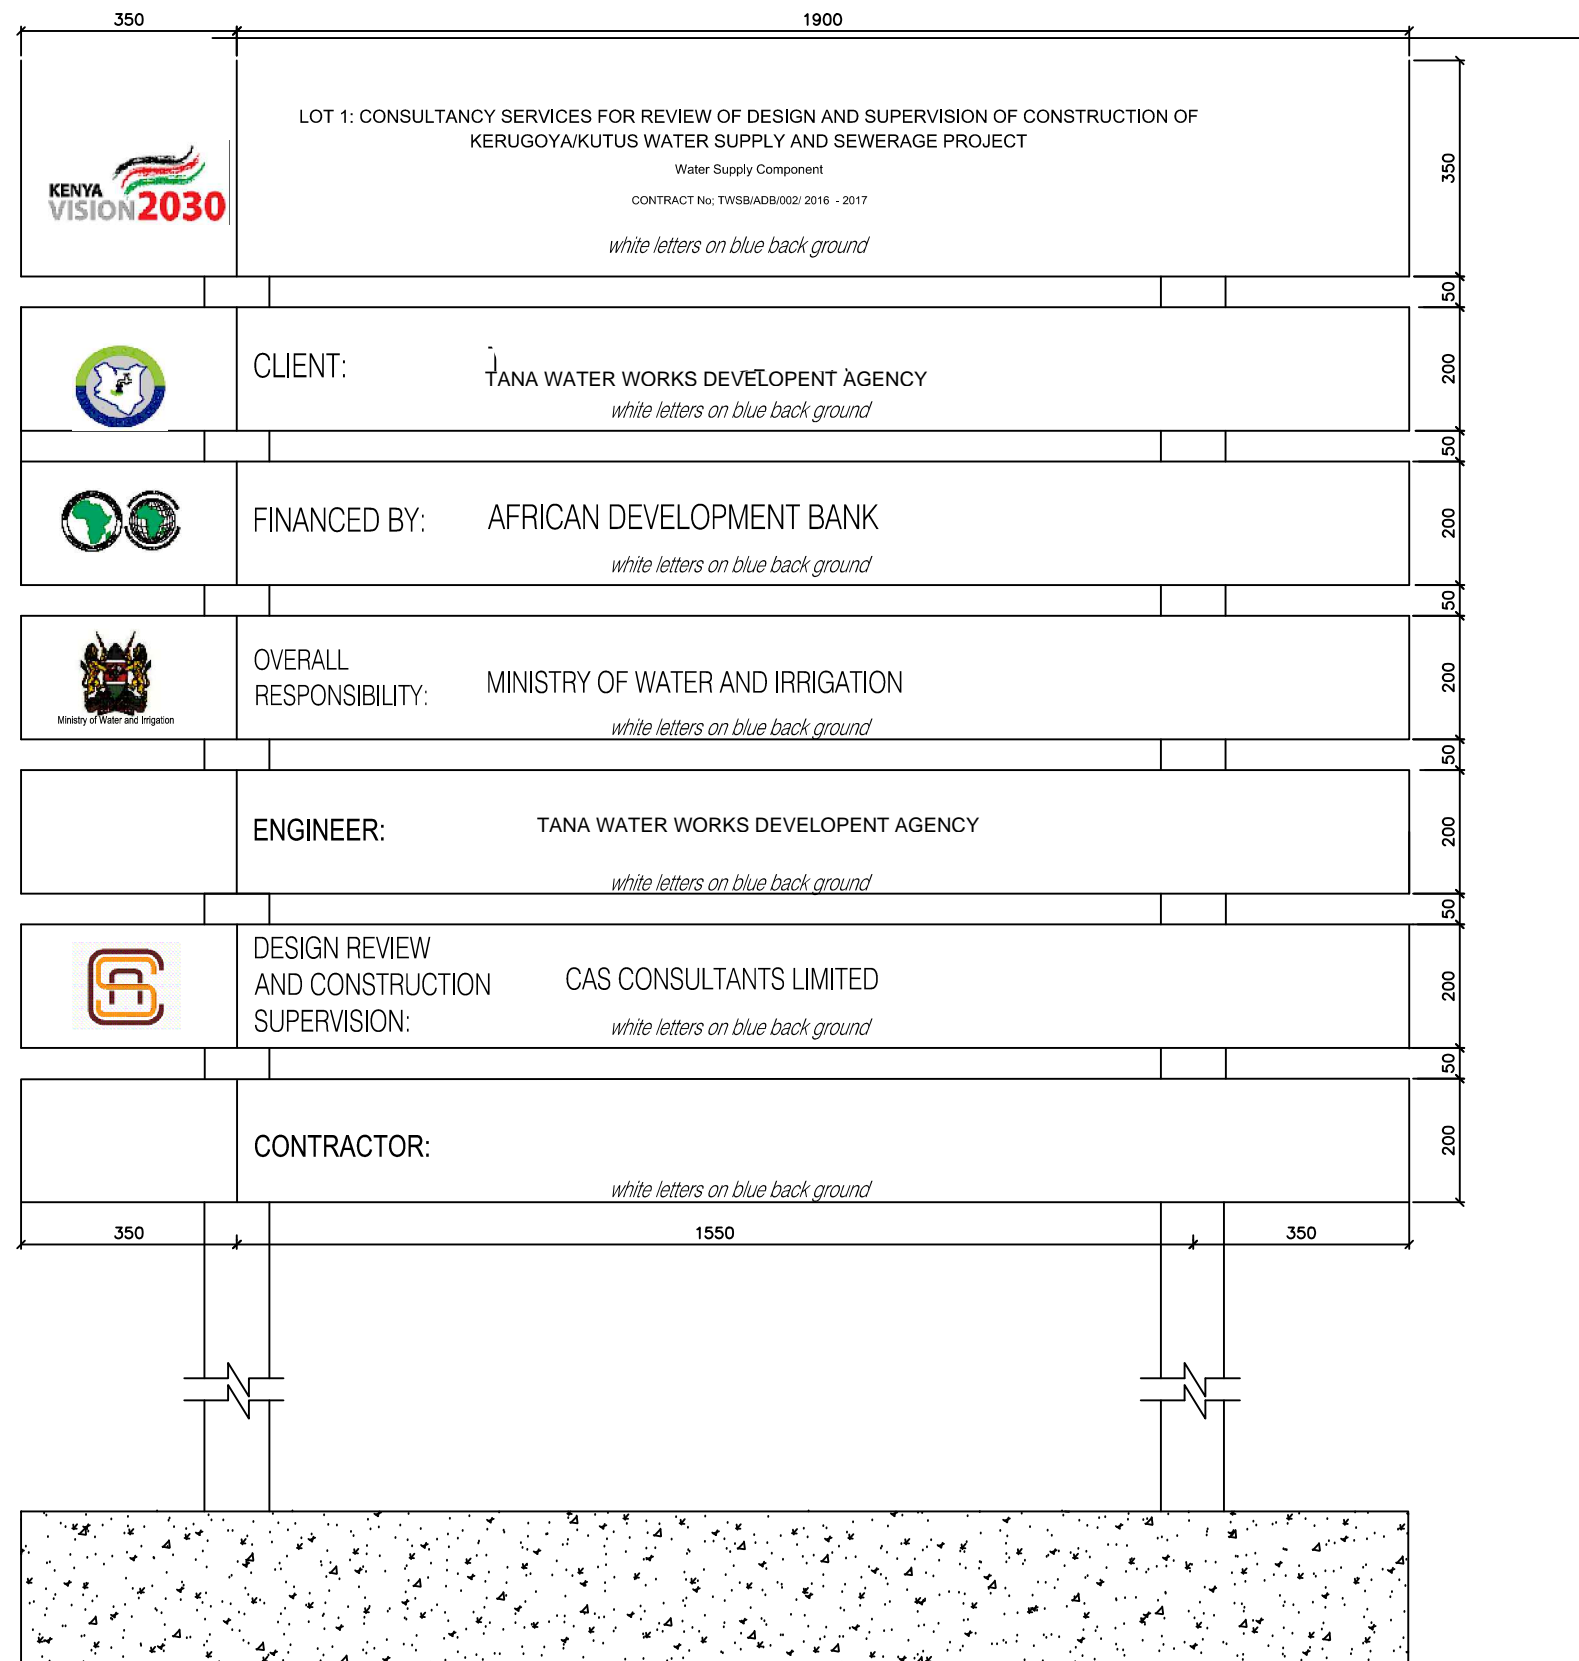 350
1900
LOT 1: CONSULTANCY SERVICES FOR REVIEW OF DESIGN AND SUPERVISION OF CONSTRUCTION OF
KERUGOYA/KUTUS WATER SUPPLY AND SEWERAGE PROJECT
Water Supply Component
CONTRACT No; TWSB/ADB/002/ 2016 - 2017
white letters on blue back ground
KENYA
VISION 2030
350
50
CLIENT:
TANA WATER WORKS DEVELOPENT AGENCY
white letters on blue back ground
200
50
FINANCED BY: AFRICAN DEVELOPMENT BANK
white letters on blue back ground
200
50
Ministry of Water and Irrigation
OVERALL
RESPONSIBILITY: MINISTRY OF WATER AND IRRIGATION
white letters on blue back ground
200
50
ENGINEER: TANA WATER WORKS DEVELOPENT AGENCY
white letters on blue back ground
200
50
DESIGN REVIEW
AND CONSTRUCTION CAS CONSULTANTS LIMITED
SUPERVISION:
white letters on blue back ground
200
50
CONTRACTOR:
white letters on blue back ground
200
350
1550
350